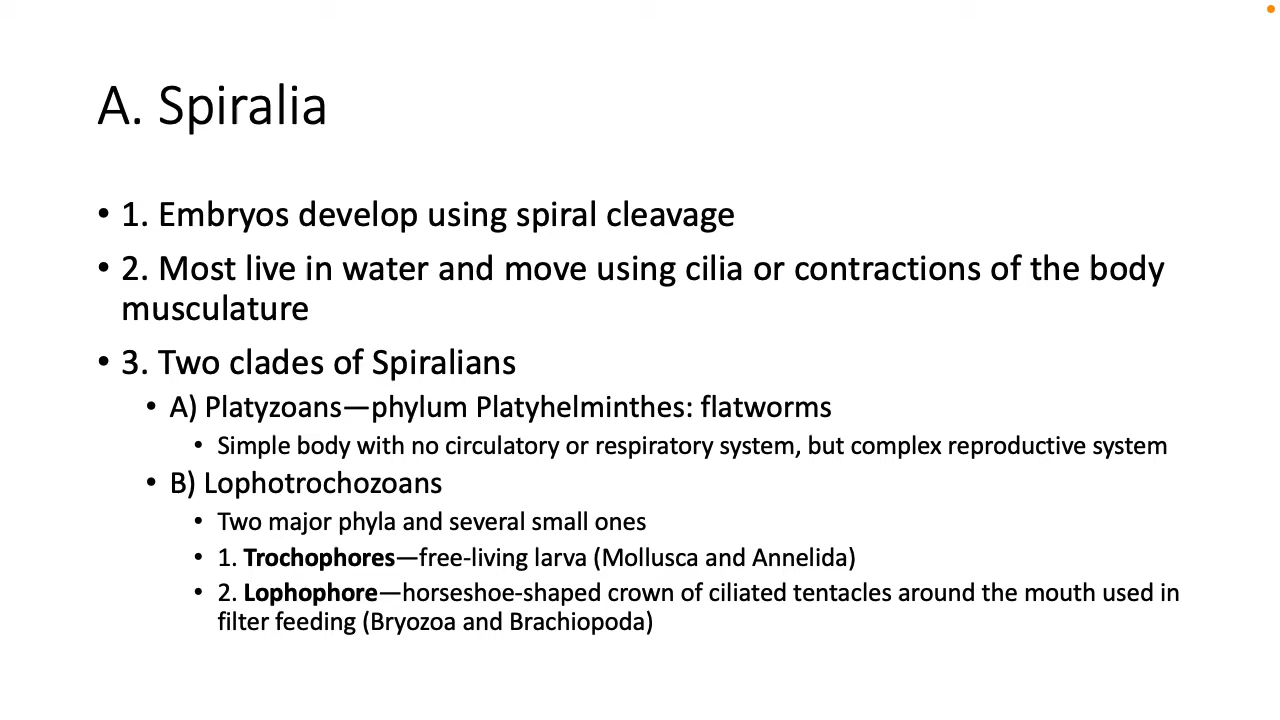 A. Spiralia
• 1. Embryos develop using spiral cleavage
• 2. Most live in water and move using cilia or contractions of the body
musculature
• 3. Two clades of Spiralians
• A) Platyzoans—phylum Platyhelminthes: flatworms
• Simple body with no circulatory or respiratory system, but complex reproductive system
• B) Lophotrochozoans
• Two major phyla and several small ones
• 1. Trochophores—free-living larva (Mollusca and Annelida)
• 2. Lophophore—horseshoe-shaped crown of ciliated tentacles around the mouth used in
filter feeding (Bryozoa and Brachiopoda)